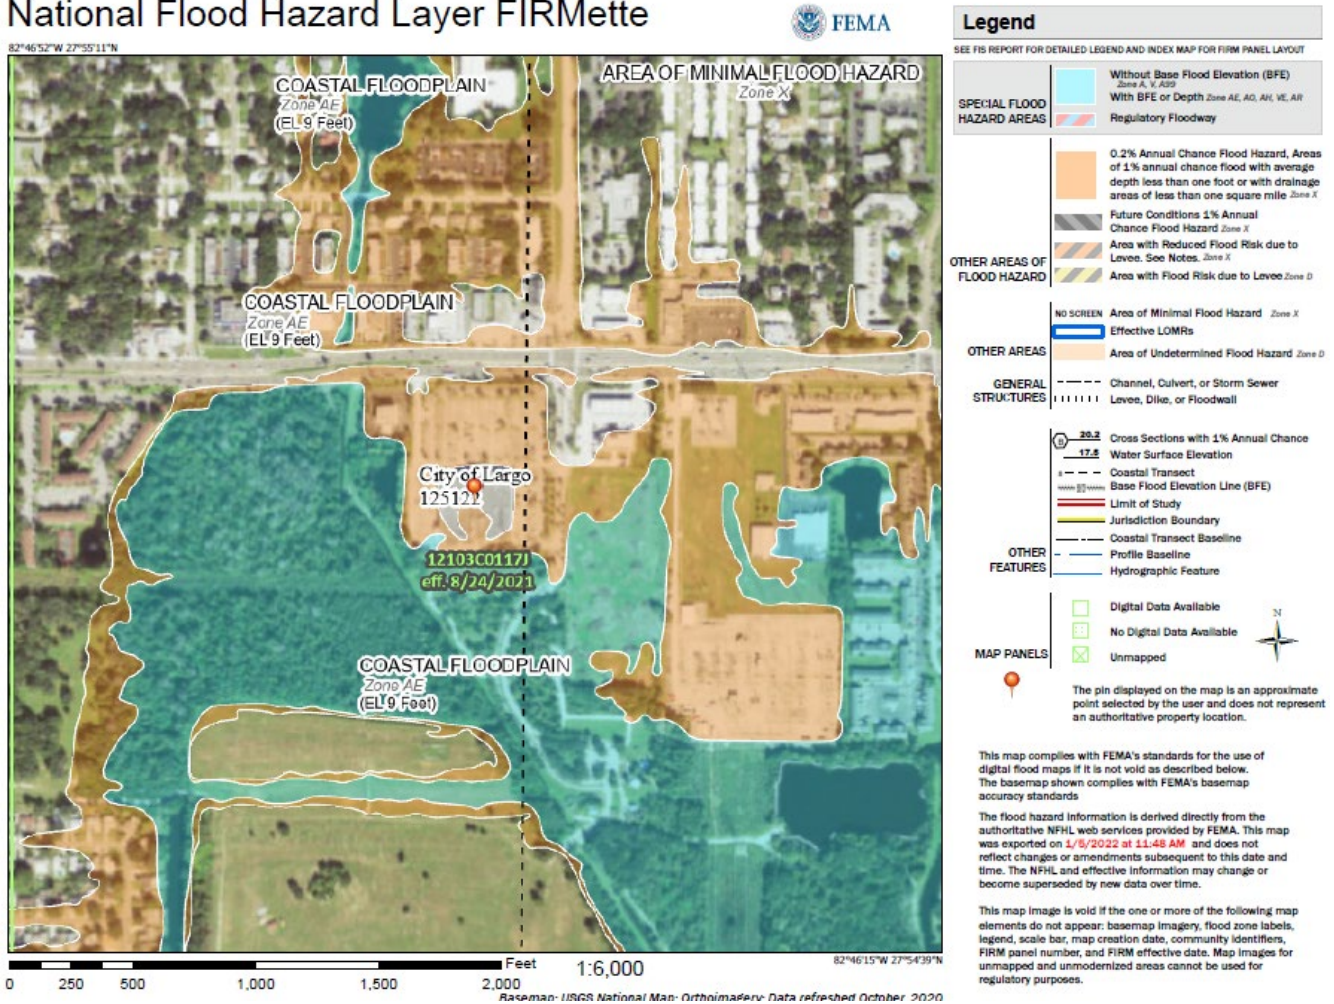 National Flood Hazard Layer FIRMette
FEMA
82°46'52"W 27°55'11"N
COASTAL FLOODPLAIN
Zone AE
(EL 9 Feet)
AREA OF MINIMAL FLOOD HAZARD
Zone X
COASTAL FLOODPLAIN
Zone AE
(EL 9 Feet)
City of Largo
125122
12103C0117J
eff. 8/24/2021
COASTAL FLOODPLAIN
Zone AE
(EL 9 Feet)
82°46'15"W 27°54'39"N
Feet
1:6,000
0 250 500 1,000 1,500 2,000
Basemap: USGS National Map: Orthoimagery: Data refreshed October, 2020
Legend
SEE FIS REPORT FOR DETAILED LEGEND AND INDEX MAP FOR FIRM PANEL LAYOUT
SPECIAL FLOOD
HAZARD AREAS
Without Base Flood Elevation (BFE)
Zone A, V, A99
With BFE or Depth Zone AE, AO, AH, VE, AR
Regulatory Floodway
0.2% Annual Chance Flood Hazard, Areas
of 1% annual chance flood with average
depth less than one foot or with drainage
areas of less than one square mile Zone X
Future Conditions 1% Annual
Chance Flood Hazard Zone X
OTHER AREAS OF
FLOOD HAZARD
Area with Reduced Flood Risk due to
Levee. See Notes. Zone X
Area with Flood Risk due to Levee Zone D
NO SCREEN Area of Minimal Flood Hazard Zone X
Effective LOMRs
OTHER AREAS
Area of Undetermined Flood Hazard Zone D
GENERAL
STRUCTURES
Channel, Culvert, or Storm Sewer
Levee, Dike, or Floodwall
B 20.2 Cross Sections with 1% Annual Chance
17.5 Water Surface Elevation
8 Coastal Transect
Base Flood Elevation Line (BFE)
Limit of Study
Jurisdiction Boundary
Coastal Transect Baseline
OTHER
FEATURES
Profile Baseline
Hydrographic Feature
MAP PANELS
Digital Data Available
No Digital Data Available
Unmapped
N
The pin displayed on the map is an approximate
point selected by the user and does not represent
an authoritative property location.
This map complies with FEMA's standards for the use of
digital flood maps if it is not void as described below.
The basemap shown complies with FEMA's basemap
accuracy standards
The flood hazard information is derived directly from the
authoritative NFHL web services provided by FEMA. This map
was exported on 1/5/2022 at 11:48 AM and does not
reflect changes or amendments subsequent to this date and
time. The NFHL and effective information may change or
become superseded by new data over time.
This map image is void if the one or more of the following map
elements do not appear: basemap imagery, flood zone labels,
legend, scale bar, map creation date, community identifiers,
FIRM panel number, and FIRM effective date. Map images for
unmapped and unmodernized areas cannot be used for
regulatory purposes.